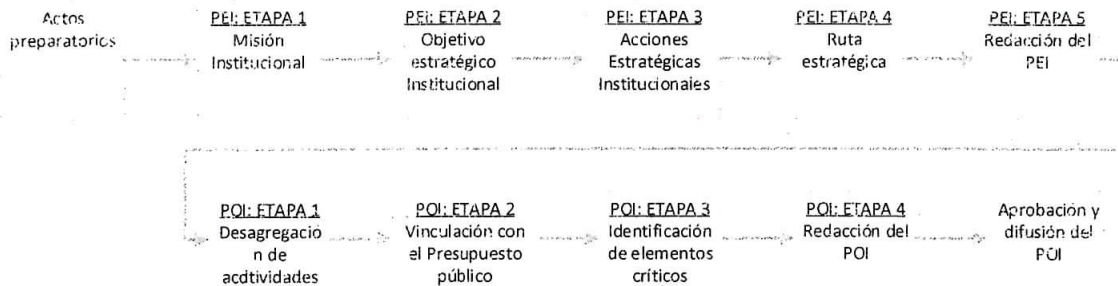 Actos
preparatorios
PEI: ETAPA 1
Misión
Institucional
PEI: ETAPA 2
Objetivo
estratégico
Institucional
PEI: ETAPA 3
Acciones
Estratégicas
Institucionales
PEI: ETAPA 4
Ruta
estratégica
PEI: ETAPA 5
Redacción del
PEI
POI: ETAPA 1
Desagregació
n de
acdtividades
POI: ETAPA 2
Vinculación con
el Presupuesto
público
POI: ETAPA 3
Identificación
de elementos
críticos
POI: ETAPA 4
Redacción del
POI
Aprobación y
difusión del
POI